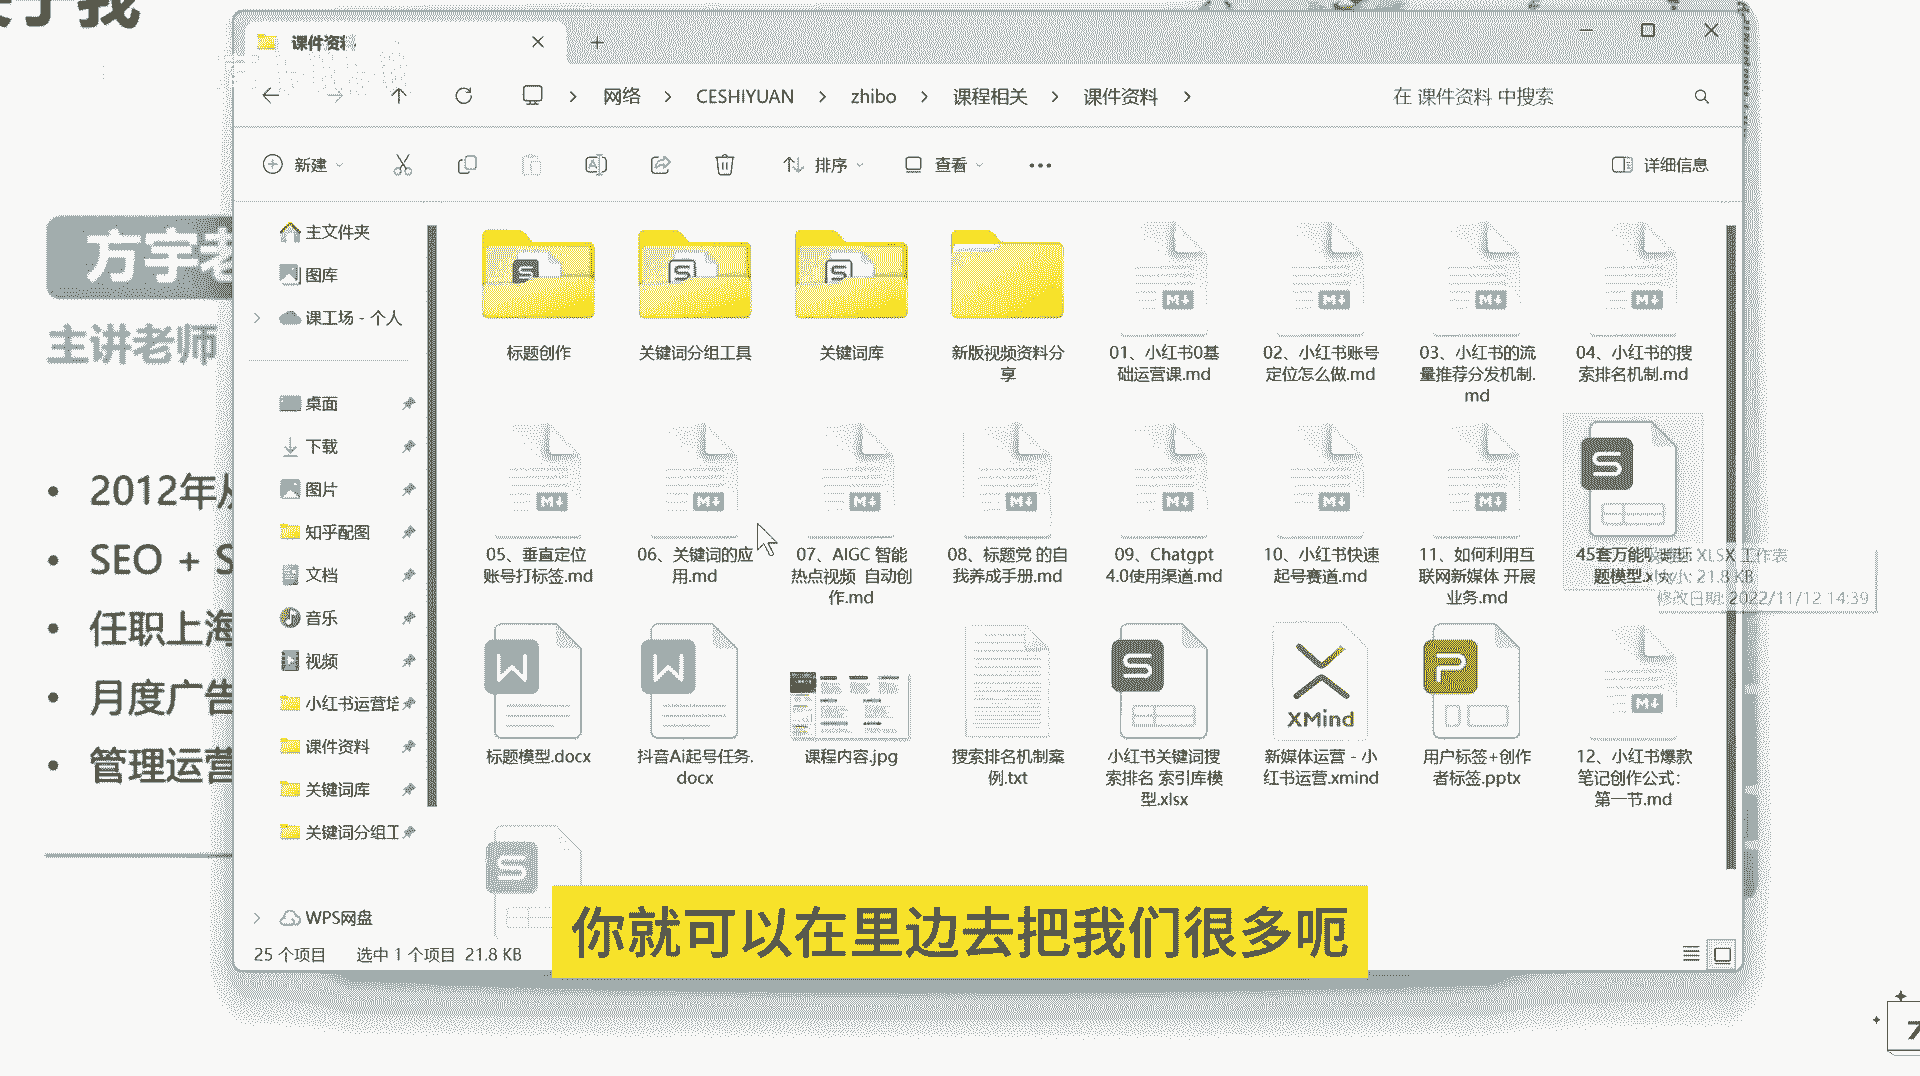 课件资料
网络
CESHIYUAN
zhibo
课程相关
课件资料
在 课件资料 中搜索
新建
排序
查看
详细信息
方宇老
主讲老师
2012年从
SEO + S
任职上海
月度广告
管理运营
主文件夹
图库
课工场 - 个人
桌面
下载
图片
知乎配图
文档
音乐
视频
小红书运营培
课件资料
关键词库
关键词分组工
WPS网盘
标题创作
关键词分组工具
关键词库
新版视频资料分
享
01、小红书0基
础运营课.md
02、小红书账号
定位怎么做.md
03、小红书的流
量推荐分发机制.
md
04、小红书的搜
索排名机制.md
05、垂直定位
账号打标签.md
06、关键词的应
用.md
07、AIGC 智能
热点视频 自动创
作.md
08、标题党 的自
我养成手册.md
09、Chatgpt
4.0使用渠道.md
10、小红书快速
起号赛道.md
11、如何利用互
联网新媒体 开展
业务.md
45套万能
题模型.xlsx
类型: XLSX 工作表
大小: 21.8 KB
修改日期: 2022/11/12 14:39
标题模型.docx
抖音Ai起号任务.
docx
课程内容.jpg
搜索排名机制案
例.txt
小红书关键词搜
索排名 索引库模
型.xlsx
XMind
新媒体运营 - 小
红书运营.xmind
用户标签+创作
者标签.pptx
12、小红书爆款
笔记创作公式：
第一节.md
你就可以在里边去把我们很多呃
25 个项目
选中 1 个项目 21.8 KB